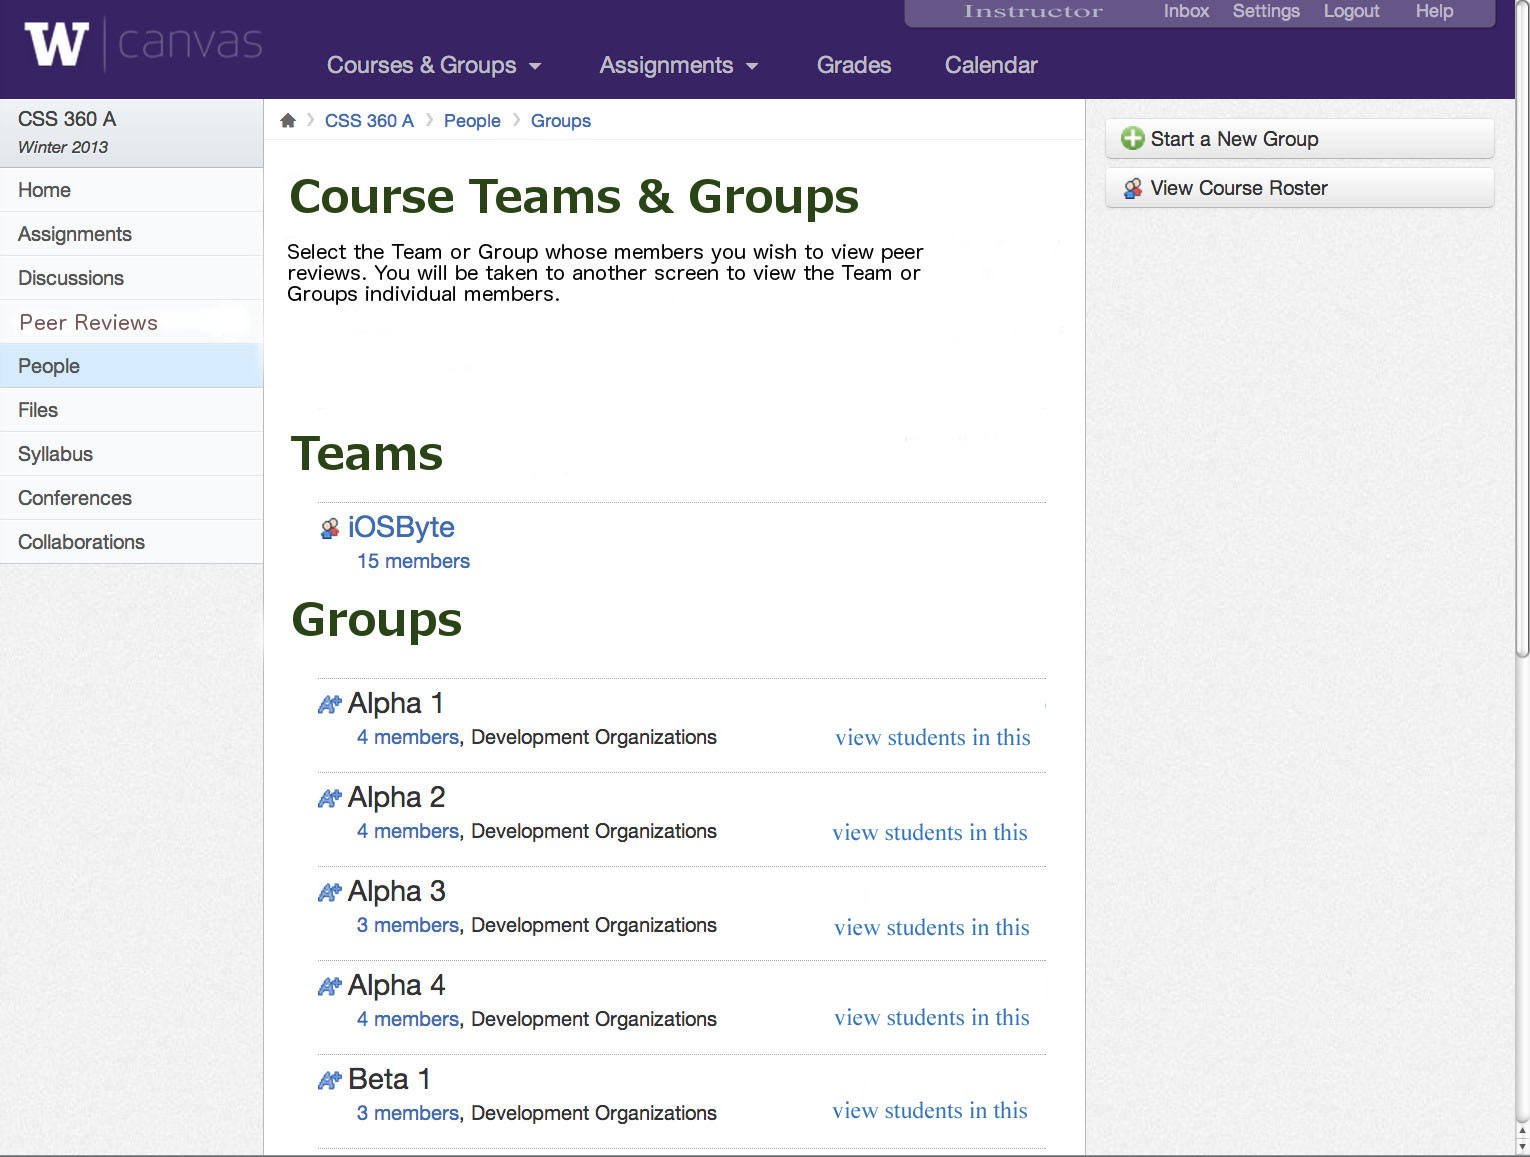 W canvas
Instructor Inbox Settings Logout Help
Courses & Groups Assignments Grades Calendar
CSS 360 A
Winter 2013
Home
Assignments
Discussions
Peer Reviews
People
Files
Syllabus
Conferences
Collaborations
CSS 360 A People Groups
Course Teams & Groups
Select the Team or Group whose members you wish to view peer
reviews. You will be taken to another screen to view the Team or
Groups individual members.
Teams
iOSByte
15 members
Groups
Alpha 1
4 members, Development Organizations view students in this
Alpha 2
4 members, Development Organizations view students in this
Alpha 3
3 members, Development Organizations view students in this
Alpha 4
4 members, Development Organizations view students in this
Beta 1
3 members, Development Organizations view students in this
Start a New Group
View Course Roster